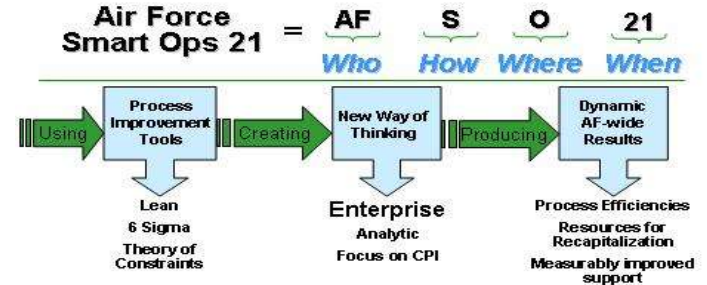 Air Force
Smart Ops 21 = AF S O 21
Who How Where When
Using
Process
Improvement
Tools
Creating
New Way of
Thinking
Producing
Dynamic
AF-wide
Results
Lean
6 Sigma
Theory of
Constraints
Enterprise
Analytic
Focus on CPI
Process Efficiencies
Resources for
Recapitalization
Measurably improved
support